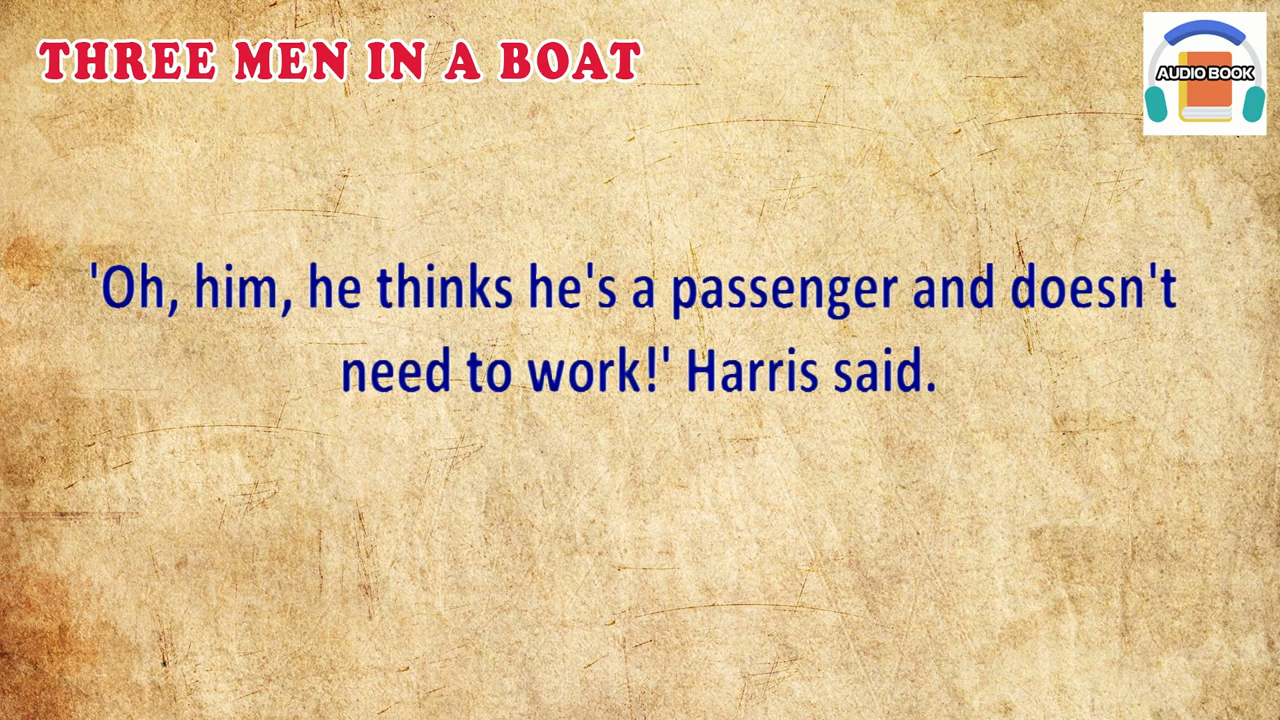 THREE MEN IN A BOAT
AUDIO BOOK
'Oh, him, he thinks he's a passenger and doesn't
need to work!' Harris said.